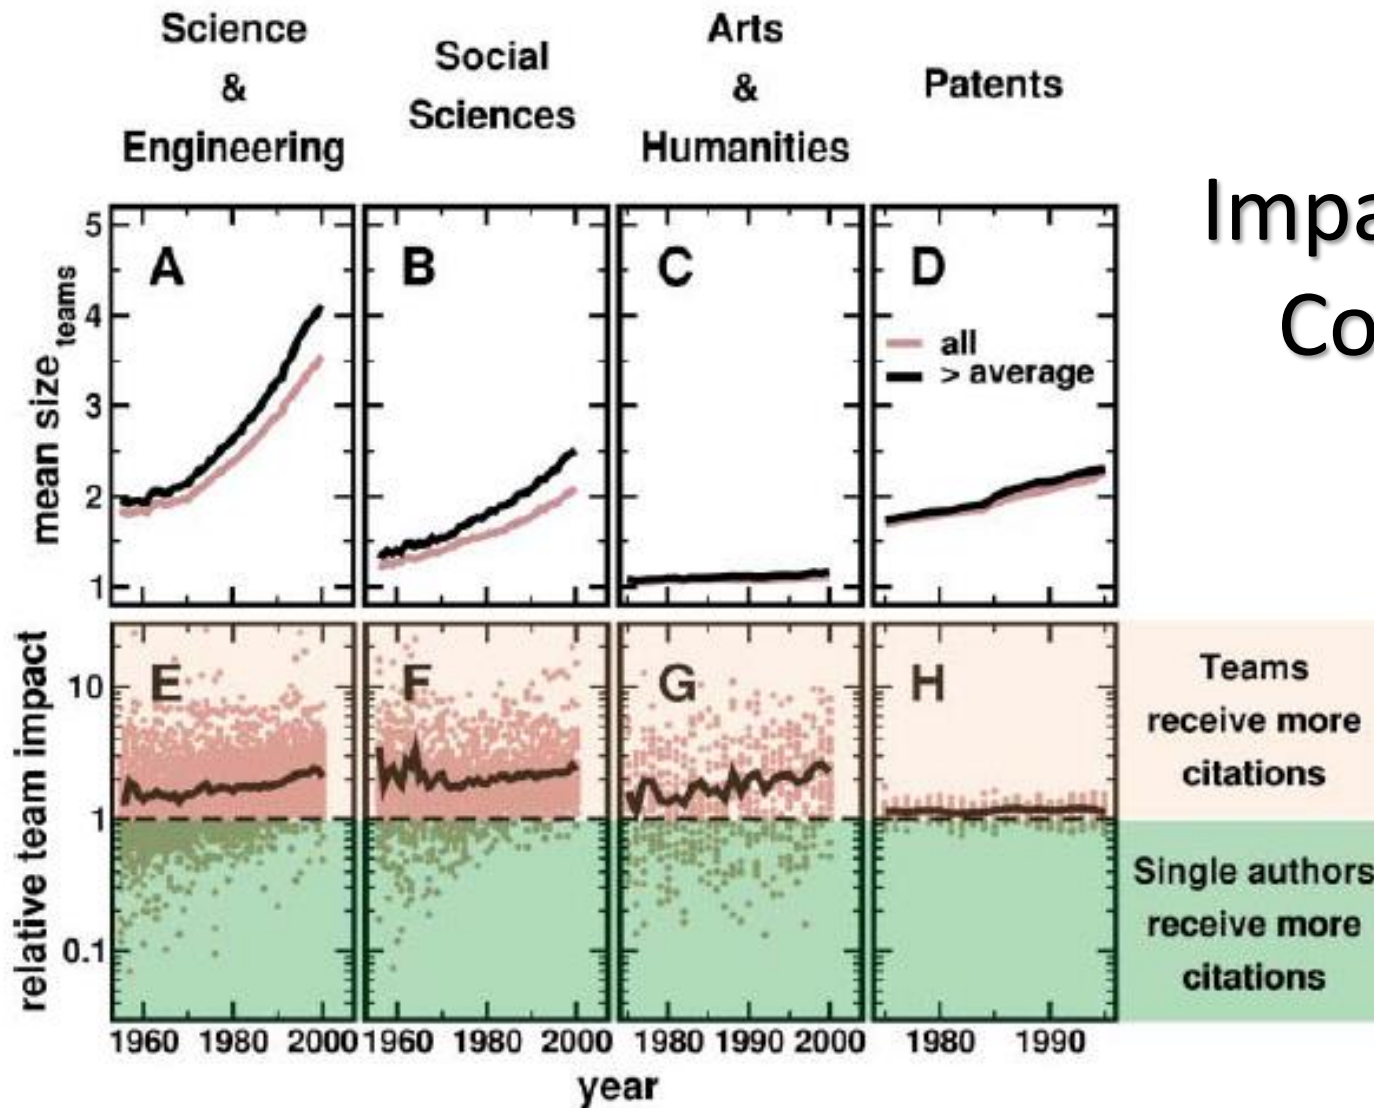 Science
&
Engineering
Social
Sciences
Arts
&
Humanities
Patents
Impa
Co
5
4
3
2
1
mean size teams
A
B
C
D
all
> average
10
1
0.1
relative team impact
E
F
G
H
Teams
receive more
citations
Single authors
receive more
citations
1960 1980 2000 1960 1980 2000 1980 1990 2000 1980 1990
year